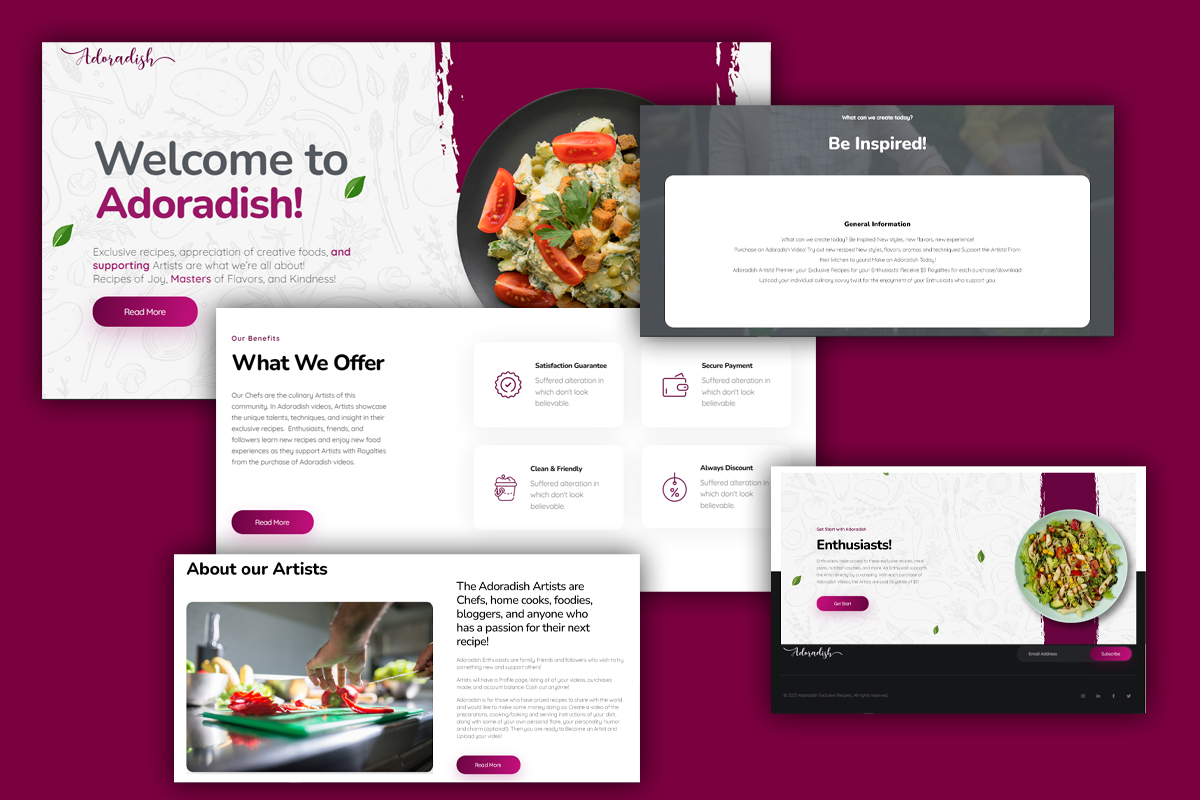 Adoradish
Welcome to
Adoradish!
Exclusive recipes, appreciation of creative foods, and
supporting Artists are what we're all about!
Recipes of Joy, Masters of Flavors, and Kindness!
Read More
What can we create today?
Be Inspired!
General Information
What can we create today? Be Inspired! New styles, new flavors, new experience!
Purchase an Adoradish Video! Try out new recipes! New styles, flavors, aromas and techniques! Support the Artists! From
their kitchen to yours! Make an Adoradish Today!
Adoradish Artists! Premier your Exclusive Recipes for your Enthusiasts! Receive $3 Royalties for each purchase/download!
Upload your individual culinary savvy twist for the enjoyment of your Enthusiasts who support you.
Our Benefits
What We Offer
Our Chefs are the culinary Artists of this
community. In Adoradish videos, Artists showcase
the unique talents, techniques, and insight in their
exclusive recipes. Enthusiasts, friends, and
followers learn new recipes and enjoy new food
experiences as they support Artists with Royalties
from the purchase of Adoradish videos.
Read More
Satisfaction Guarantee
Suffered alteration in
which don't look
believable.
Secure Payment
Suffered alteration in
which don't look
believable.
Clean & Friendly
Suffered alteration in
which don't look
believable.
Always Discount
Suffered alteration in
which don't look
believable.
About our Artists
The Adoradish Artists are
Chefs, home cooks, foodies,
bloggers, and anyone who
has a passion for their next
recipe!
Adoradish Enthusiasts are family, friends and followers who wish to try
something new and support others!
Artists will have a Profile page, listing all of your videos, purchases
made, and account balance. Cash out anytime!
Adoradish is for those who have prized recipes to share with the world
and would like to make some money doing so. Create a video of the
preparations, cooking/baking and serving instructions of your dish,
along with some of your own personal flare, your personality, humor
and charm (optional!). Then you are ready to Become an Artist and
Upload your video!
Read More
Get Start with Adoradish
Enthusiasts!
Enthusiasts have access to these exclusive recipes, meal
plans, nutrition courses, and more. An Enthusiast supports
the Artist directly by purchasing. With each purchase of
Adoradish videos, the Artists are paid Royalties of $3!
Get Start
Adoradish
Email Address
Subscribe
© 2023 Adoradish Exclusive Recipes., All rights reserved.